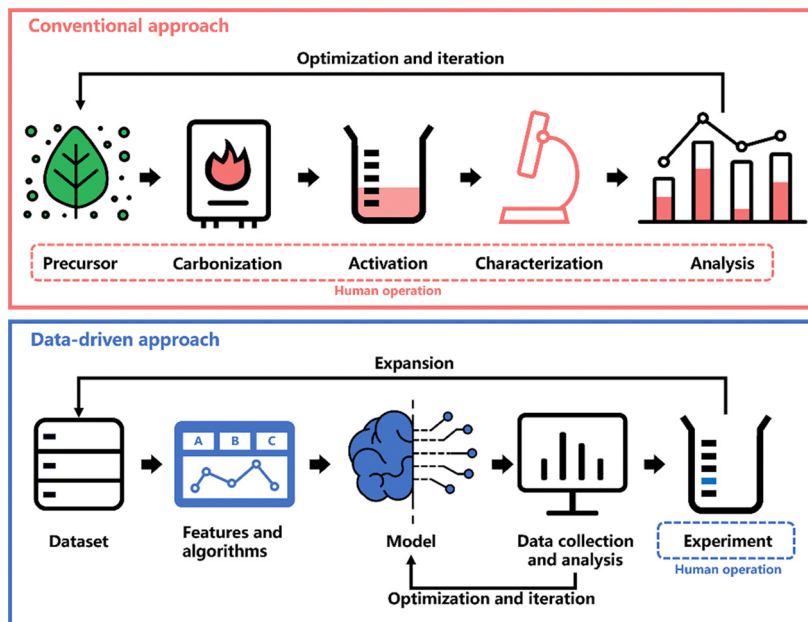 Conventional approach
Optimization and iteration
Precursor
Carbonization
Activation
Characterization
Analysis
Human operation
Data-driven approach
Expansion
A
B
C
Dataset
Features and
algorithms
Model
Data collection
and analysis
Experiment
Human operation
Optimization and iteration